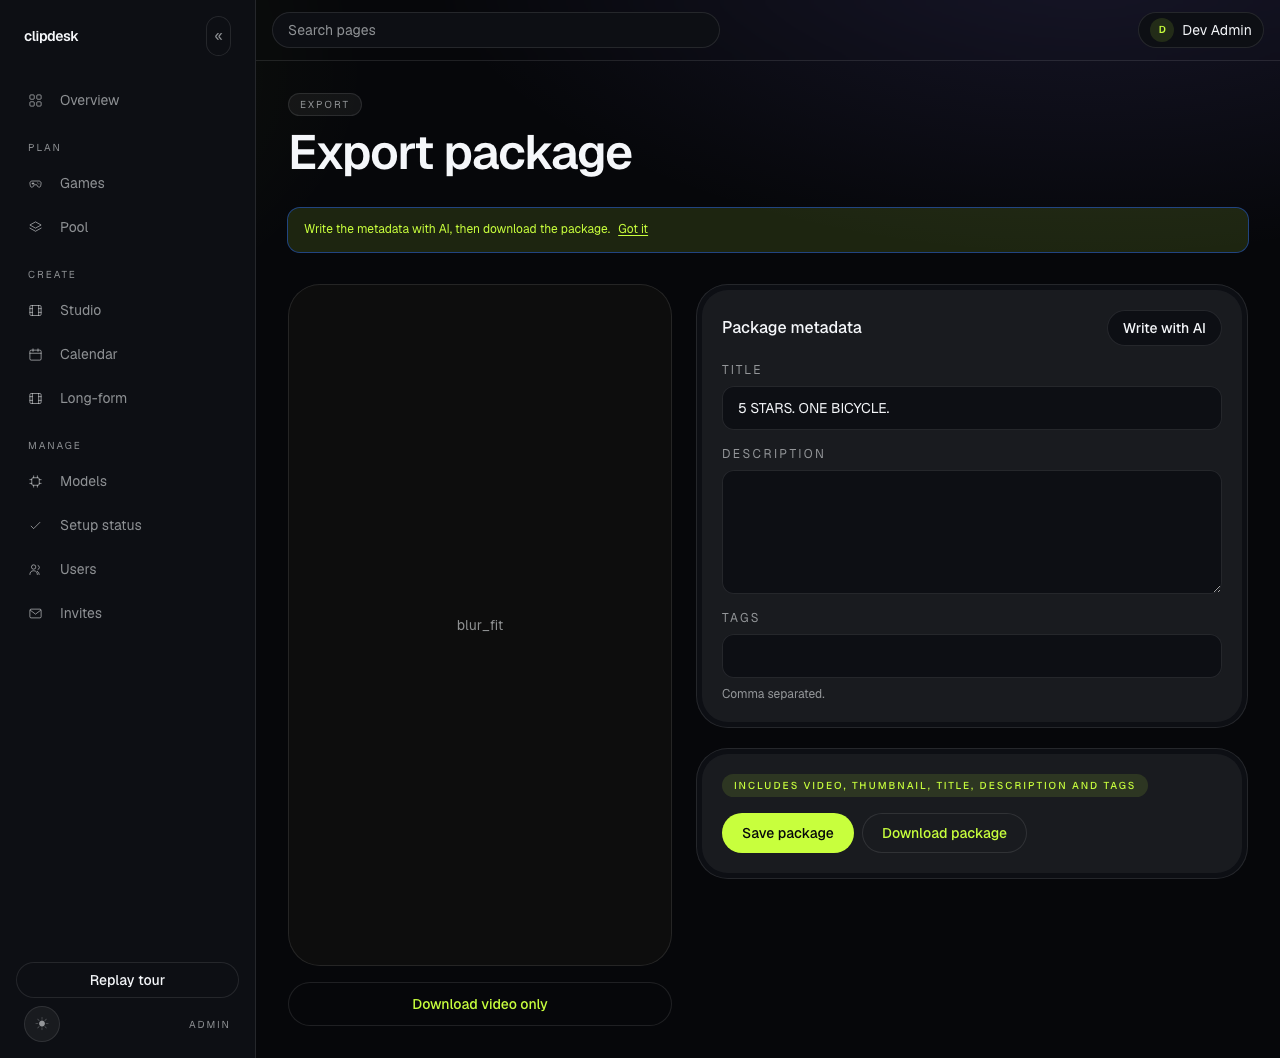 clipdesk
«
Search pages
D
Dev Admin
Overview
PLAN
Games
Pool
CREATE
Studio
Calendar
Long-form
MANAGE
Models
Setup status
Users
Invites
Replay tour
ADMIN
EXPORT
Export package
Write the metadata with AI, then download the package. Got it
blur_fit
Download video only
Package metadata
Write with AI
TITLE
5 STARS. ONE BICYCLE.
DESCRIPTION
TAGS
Comma separated.
INCLUDES VIDEO, THUMBNAIL, TITLE, DESCRIPTION AND TAGS
Save package
Download package